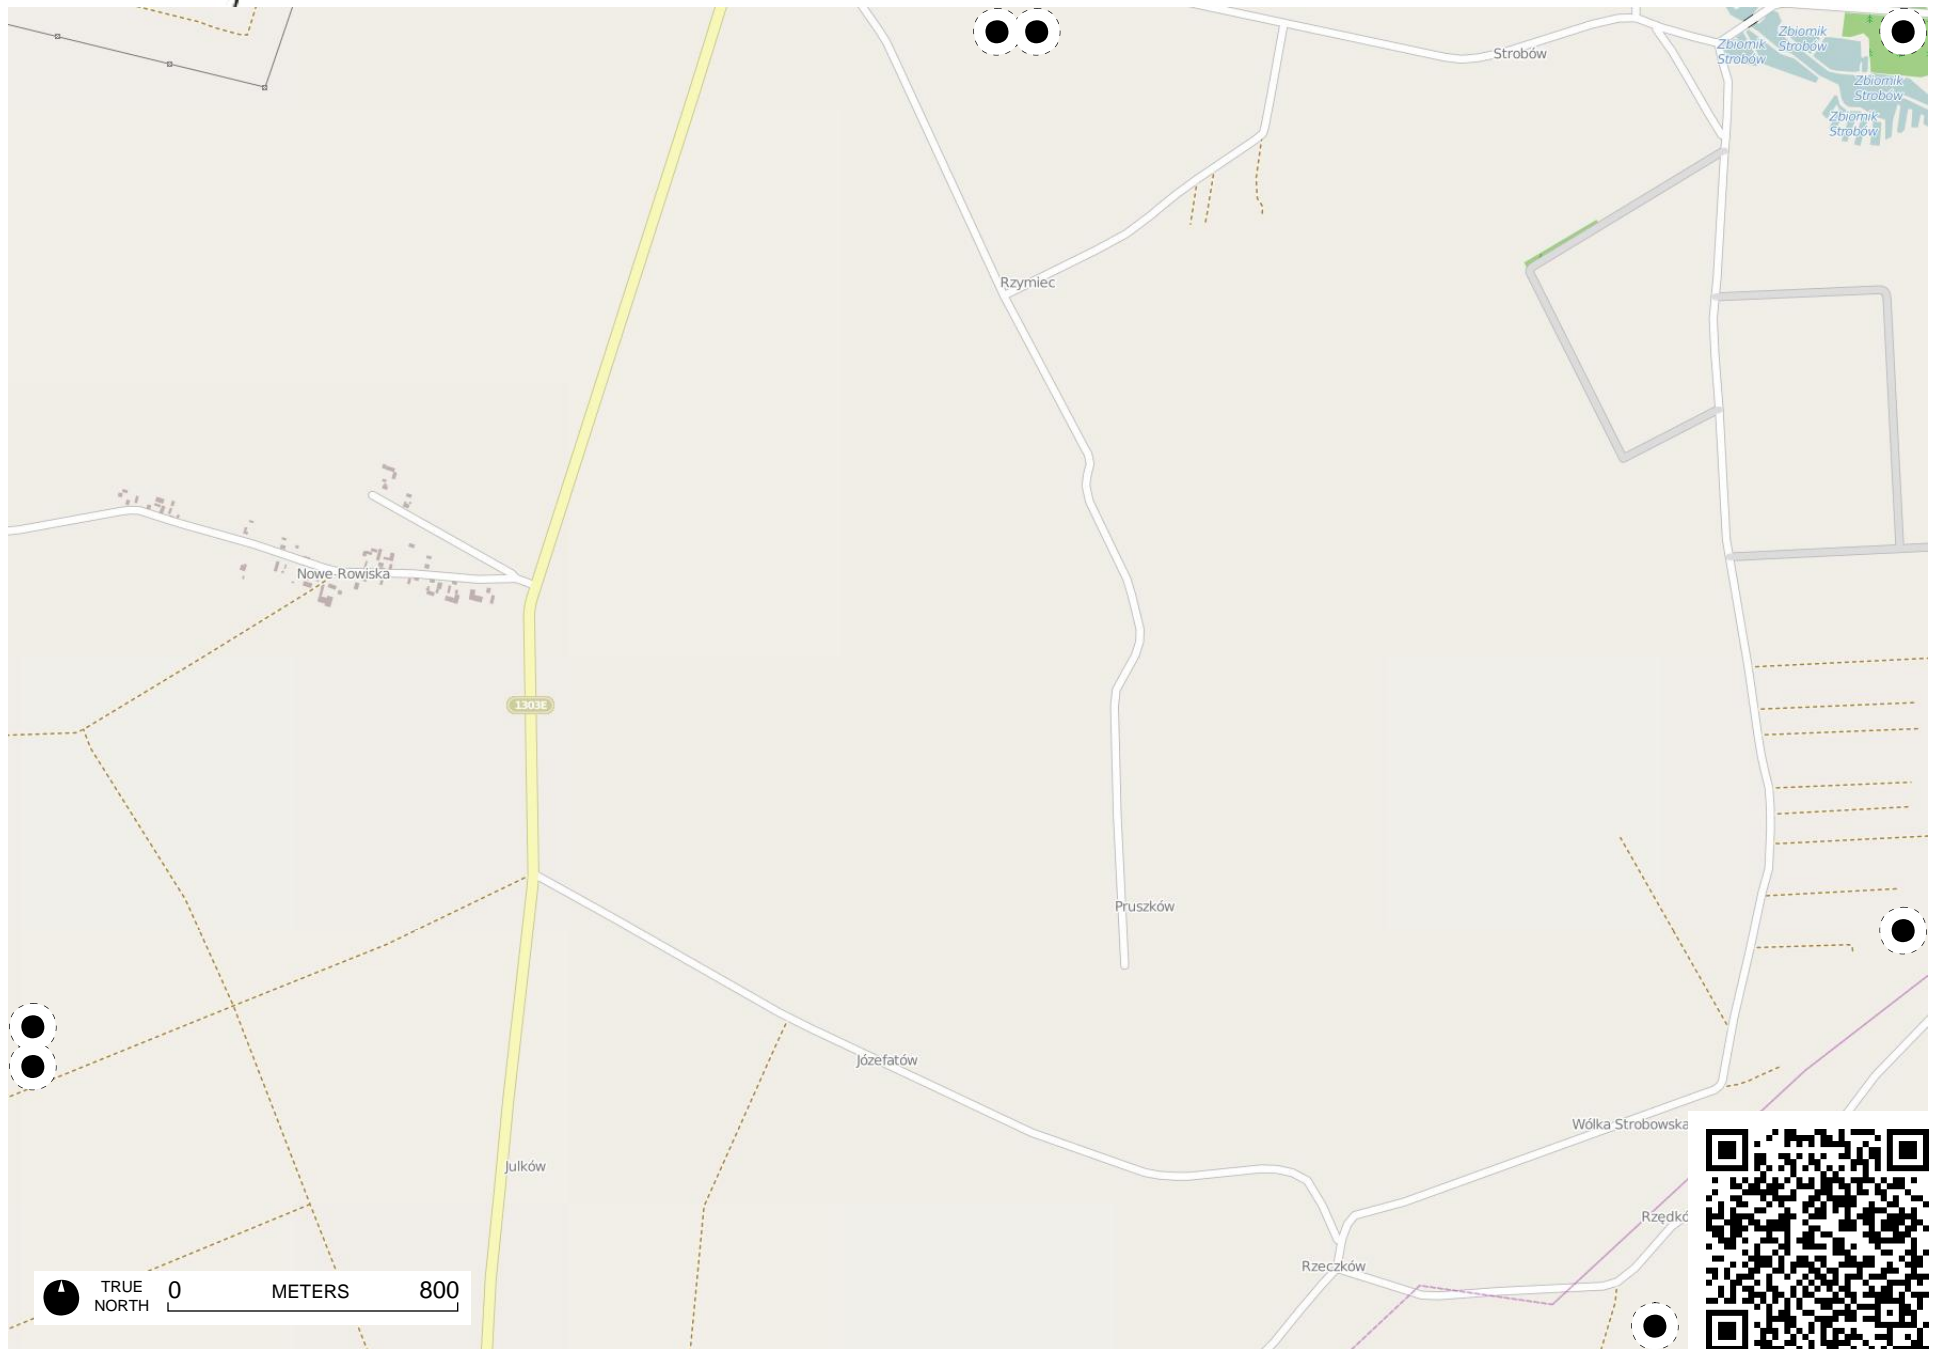 Strobów
Zbiornik
Strobów
Zbiornik
Strobów
Zbiornik
Strobów
Zbiornik
Strobów
Rzymiec
Nowe Rowiska
1303E
Pruszków
Józefatów
Wólka Strobowska
Julków
Rzędkó
Rzeczków
TRUE
NORTH
0 METERS 800